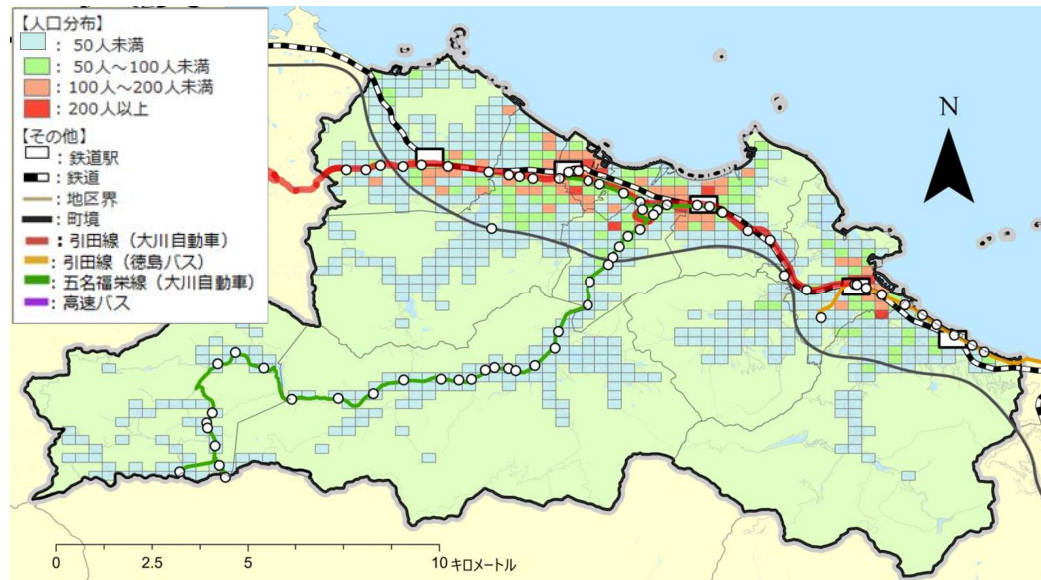 【人口分布】
： 50人未満
： 50人～100人未満
：100人～200人未満
：200人以上
【その他】
：鉄道駅
：鉄道
：地区界
：町境
：引田線（大川自動車）
：引田線（徳島バス）
：五名福栄線（大川自動車）
：高速バス
N
0 2.5 5 10 キロメートル